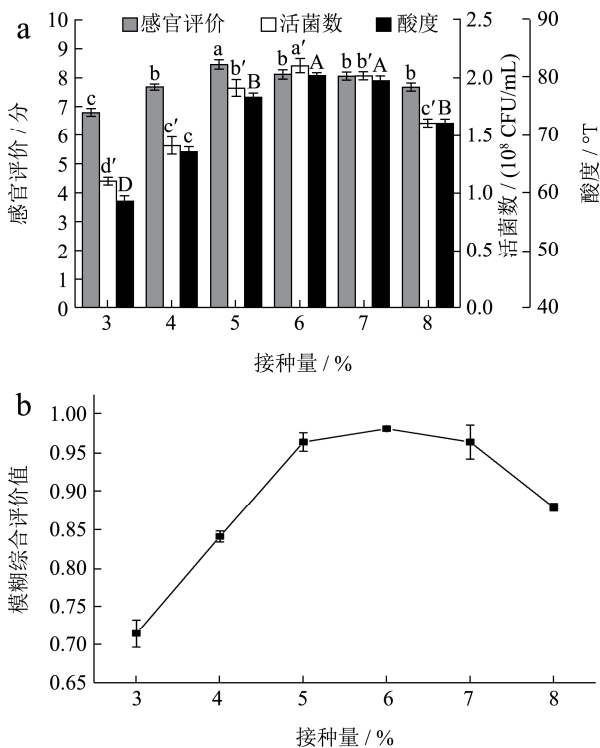 a
感官评价 活菌数 酸度
10
9
8
7
6
5
4
3
2
1
0
感官评价 / 分
c
d′
D
b
c′
c
a
b′
B
b
a′
A
b
b′
A
b
c′
B
3 4 5 6 7 8
接种量 / %
2.5
2.0
1.5
1.0
0.5
0.0
活菌数 / (10⁸ CFU/mL)
90
80
70
60
50
40
酸度 / °T
b
1.00
0.95
0.90
0.85
0.80
0.75
0.70
0.65
模糊综合评价值
3 4 5 6 7 8
接种量 / %